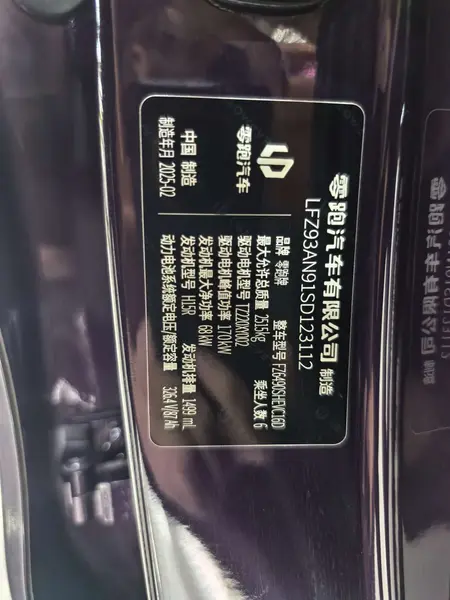 零跑汽车有限公司 制造
LFZ93AN91SD123112
零跑汽车
中国 制造
制造年月 2025-02
品牌 零跑牌 整车型号 FZ6490SHEVC16D
最大允许总质量 2515kg 乘坐人数 6
驱动电机型号 TZ200XY002
驱动电机峰值功率 170kW
发动机最大净功率 68kW
发动机型号 H15R 发动机排量 1499 mL
动力电池系统额定电压/额定容量 326.4 V/87Ah